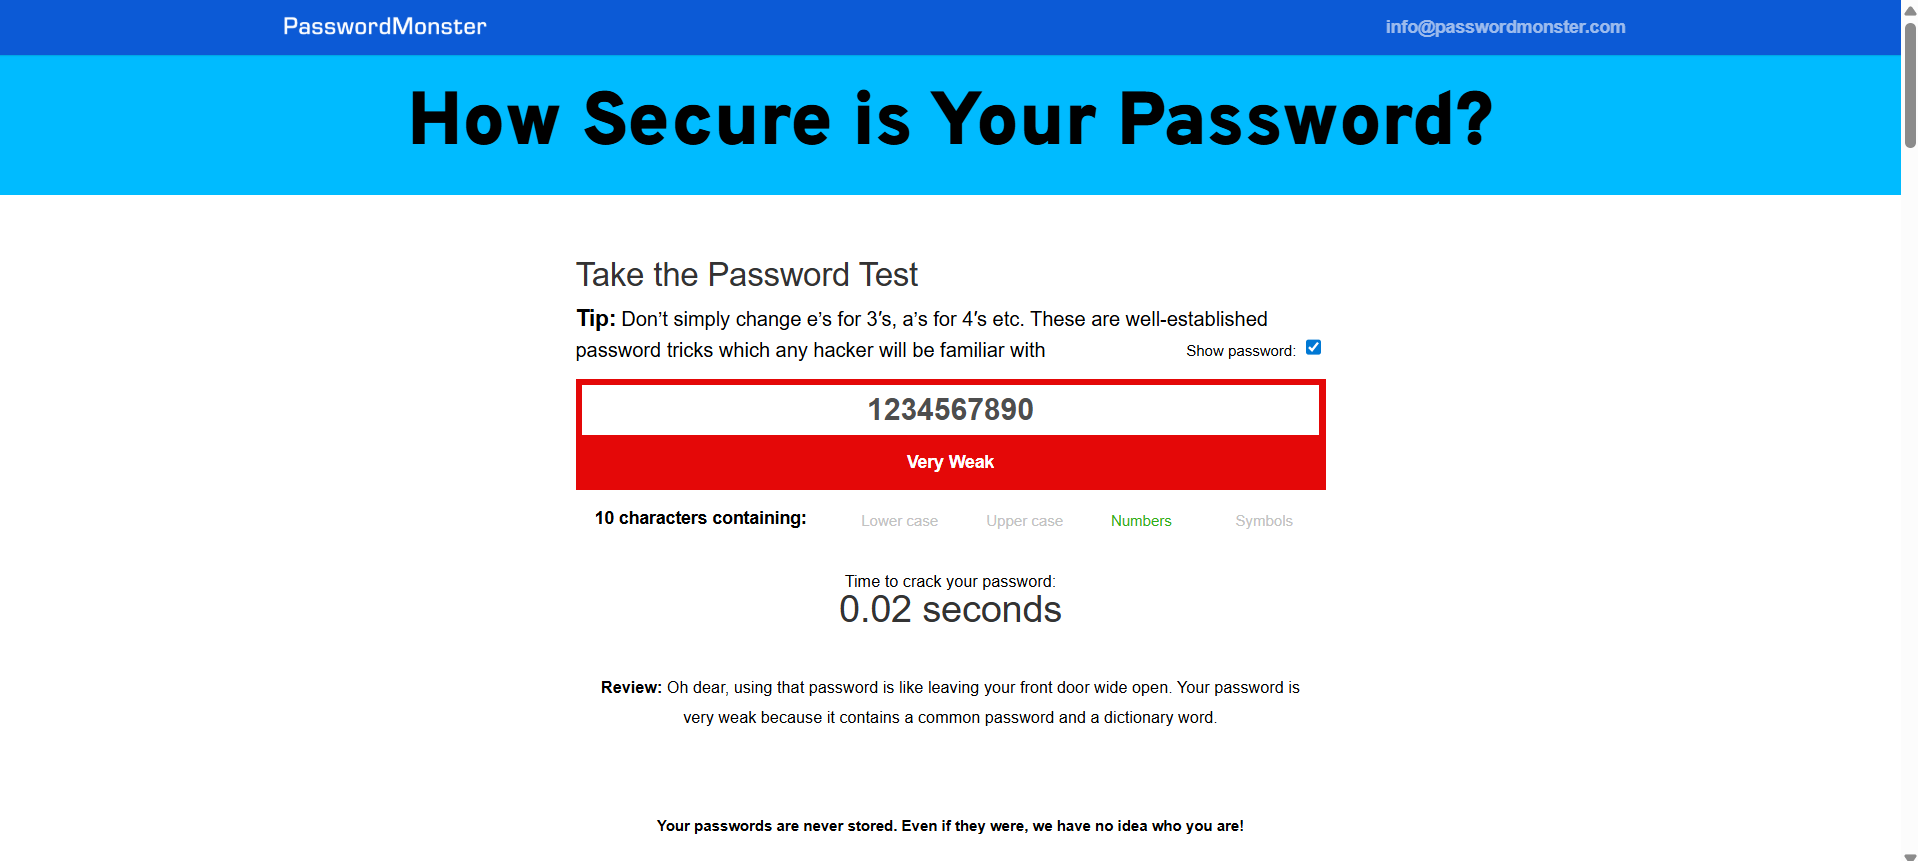 PasswordMonster
info@passwordmonster.com
How Secure is Your Password?
Take the Password Test
Tip: Don’t simply change e’s for 3′s, a’s for 4′s etc. These are well-established
password tricks which any hacker will be familiar with
Show password:
1234567890
Very Weak
10 characters containing:
Lower case
Upper case
Numbers
Symbols
Time to crack your password:
0.02 seconds
Review: Oh dear, using that password is like leaving your front door wide open. Your password is
very weak because it contains a common password and a dictionary word.
Your passwords are never stored. Even if they were, we have no idea who you are!